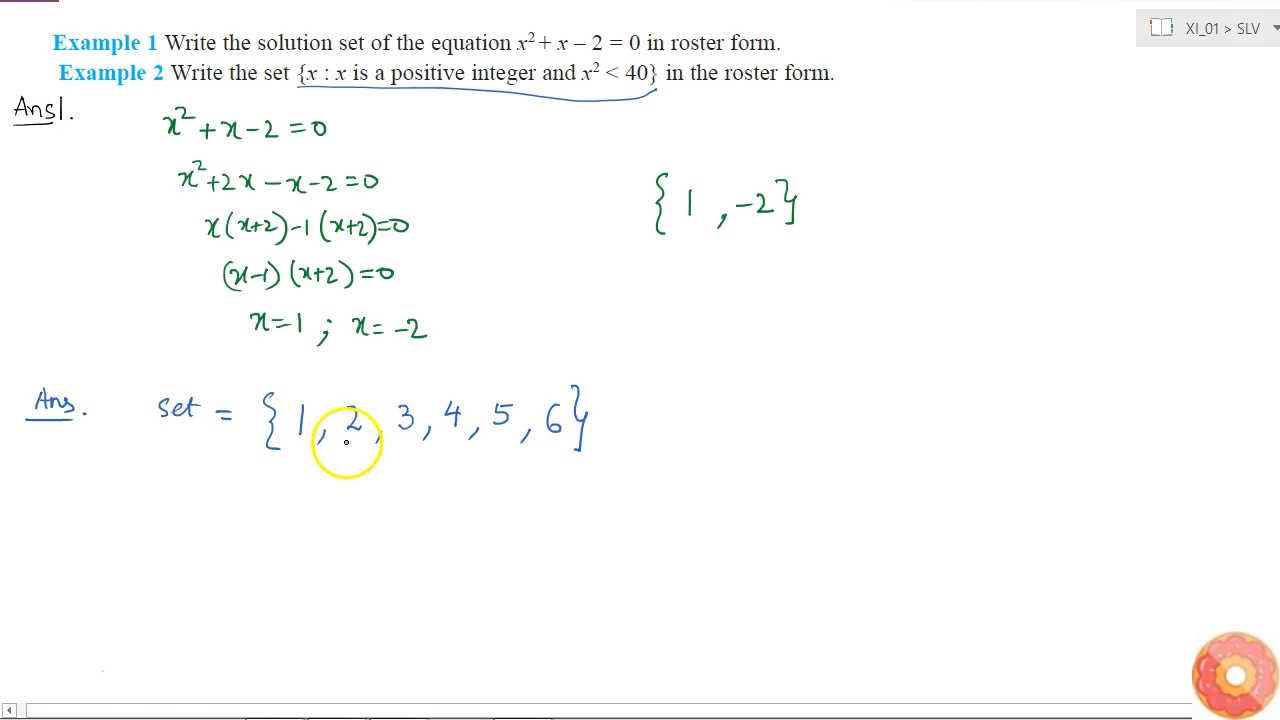 XI_01 > SLV
Example 1 Write the solution set of the equation x² + x – 2 = 0 in roster form.
Example 2 Write the set {x : x is a positive integer and x² < 40} in the roster form.
Ans1.
x² + x - 2 = 0
x² + 2x - x - 2 = 0
x(x+2) - 1(x+2) = 0
(x-1)(x+2) = 0
x = 1 ; x = -2
{1, -2}
Ans. set = {1, 2, 3, 4, 5, 6}